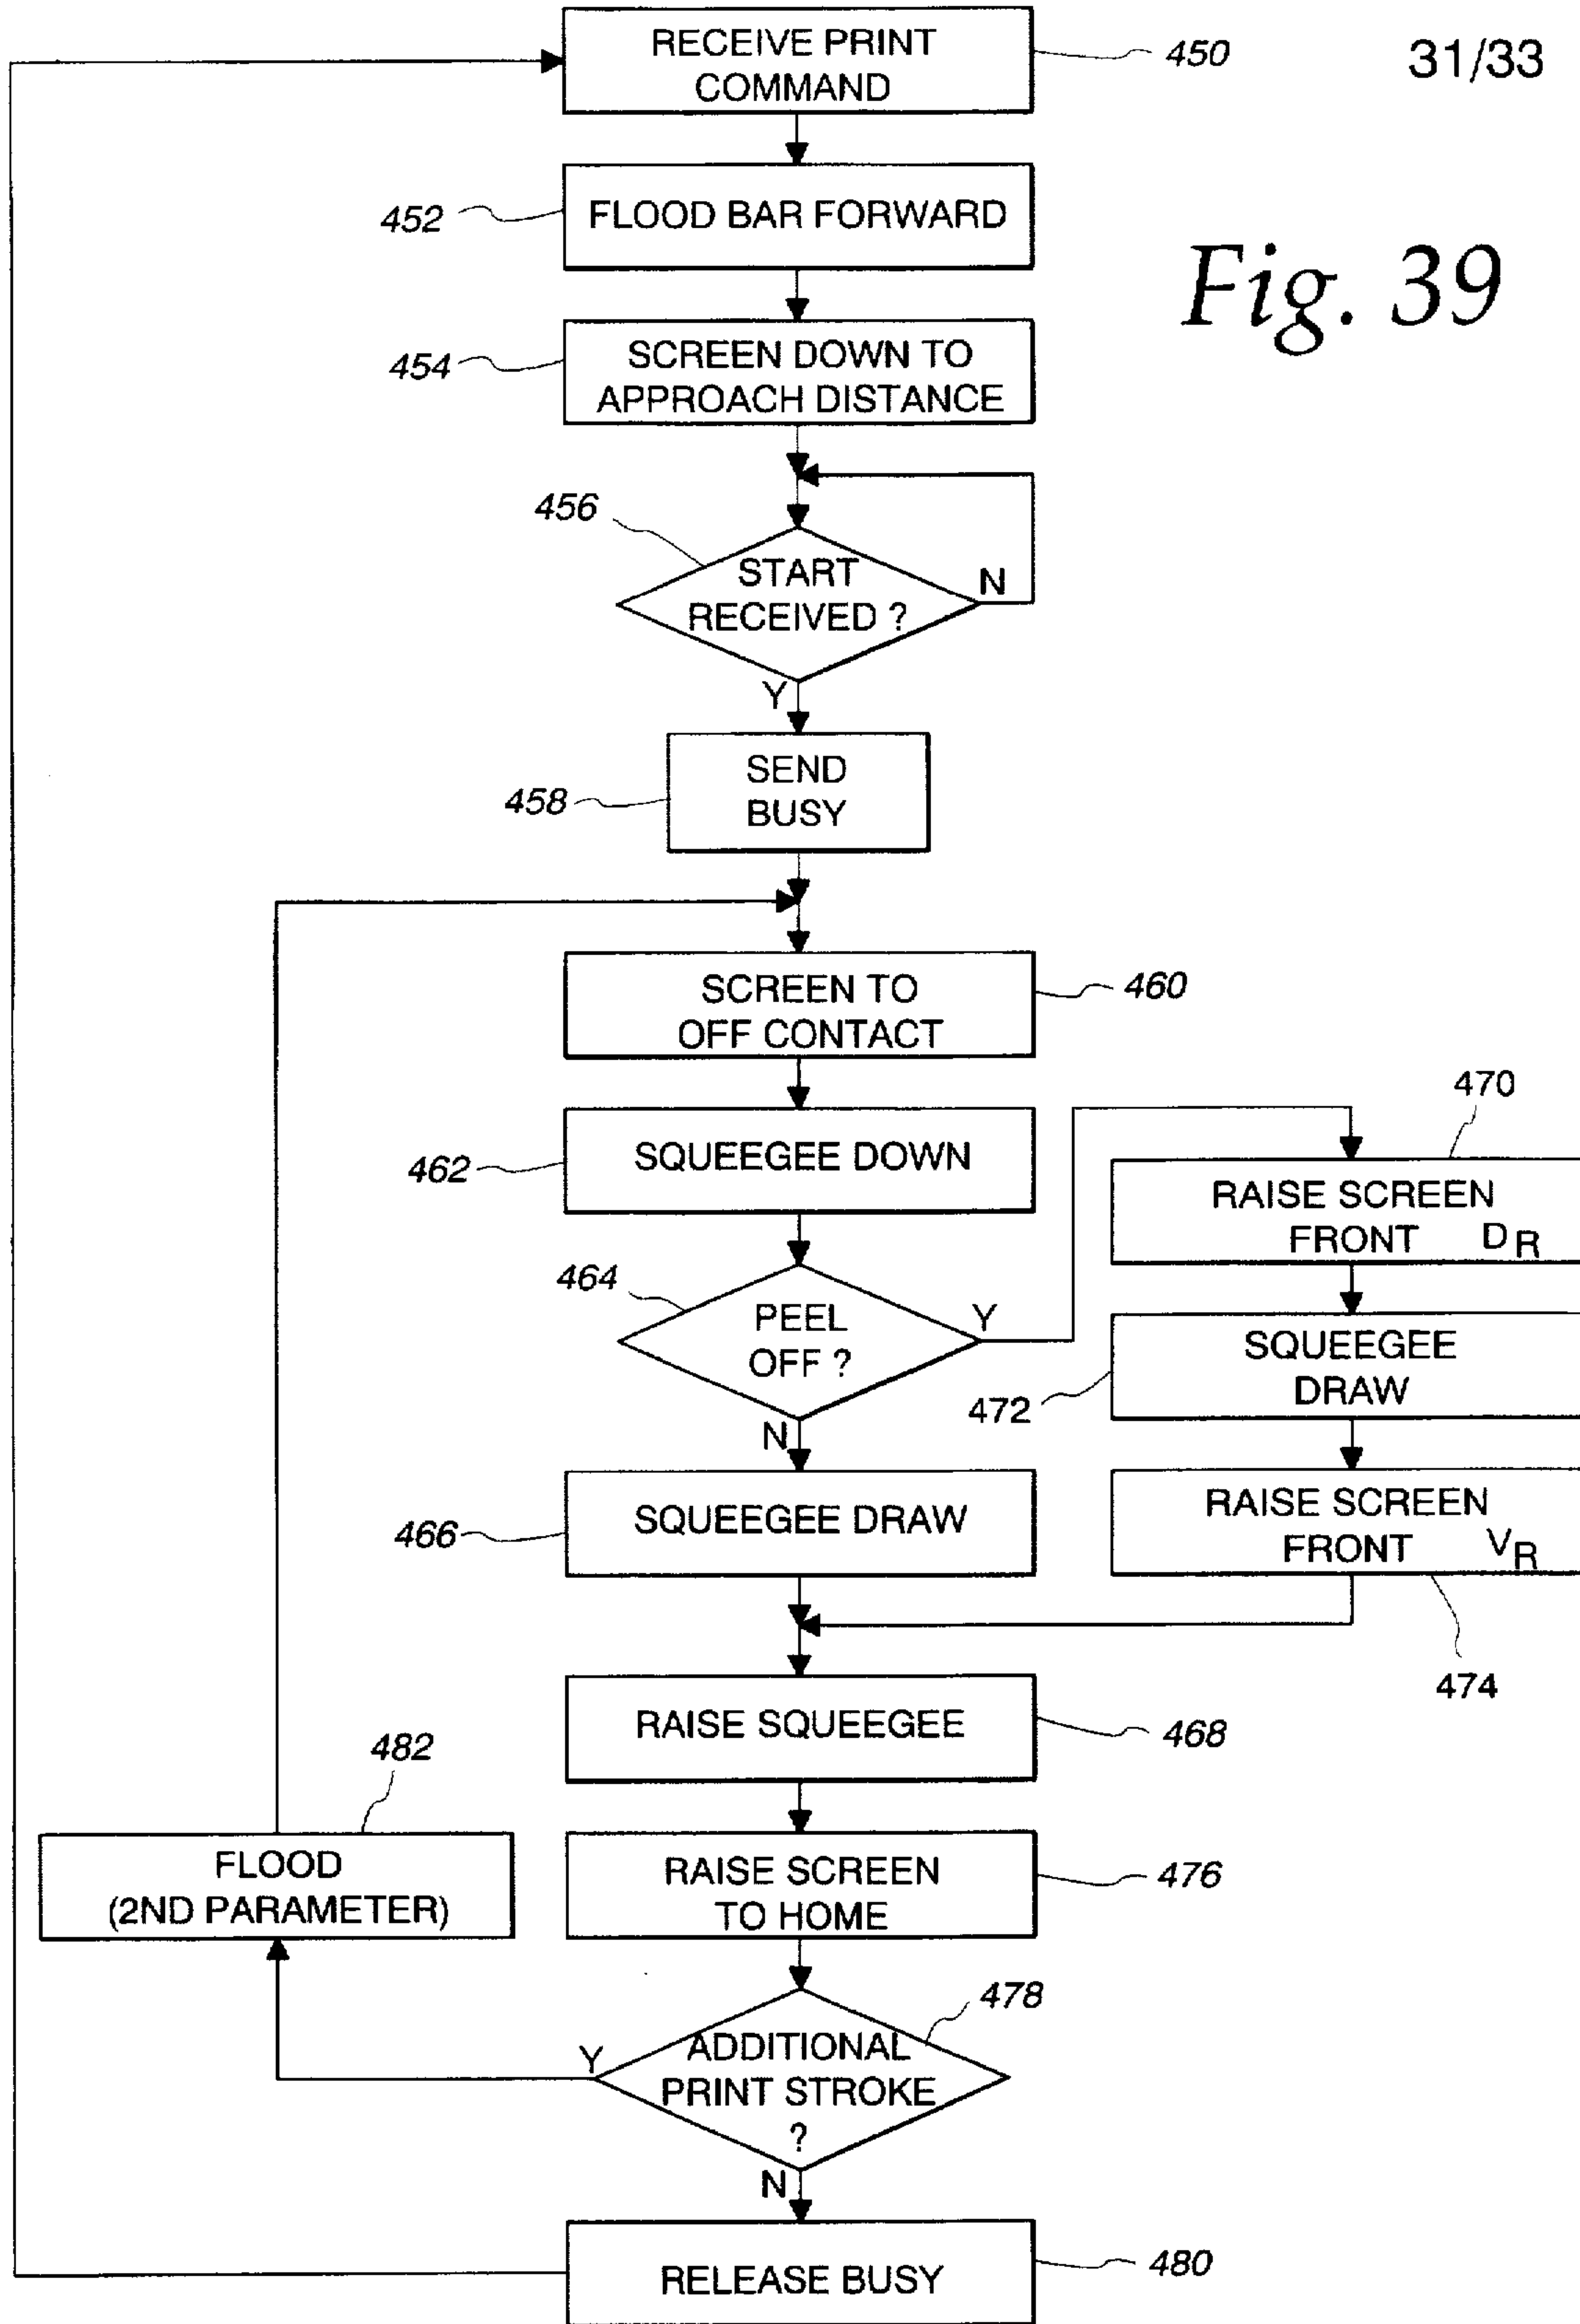 RECEIVE PRINT
COMMAND
450
31/33
452
FLOOD BAR FORWARD
Fig. 39
454
SCREEN DOWN TO
APPROACH DISTANCE
456
START
RECEIVED ?
N
Y
458
SEND
BUSY
SCREEN TO
OFF CONTACT
460
462
SQUEEGEE DOWN
470
RAISE SCREEN
FRONT DR
464
PEEL
OFF ?
Y
N
SQUEEGEE
DRAW
472
466
SQUEEGEE DRAW
RAISE SCREEN
FRONT VR
474
RAISE SQUEEGEE
468
482
FLOOD
(2ND PARAMETER)
RAISE SCREEN
TO HOME
476
478
Y
ADDITIONAL
PRINT STROKE
?
N
RELEASE BUSY
480